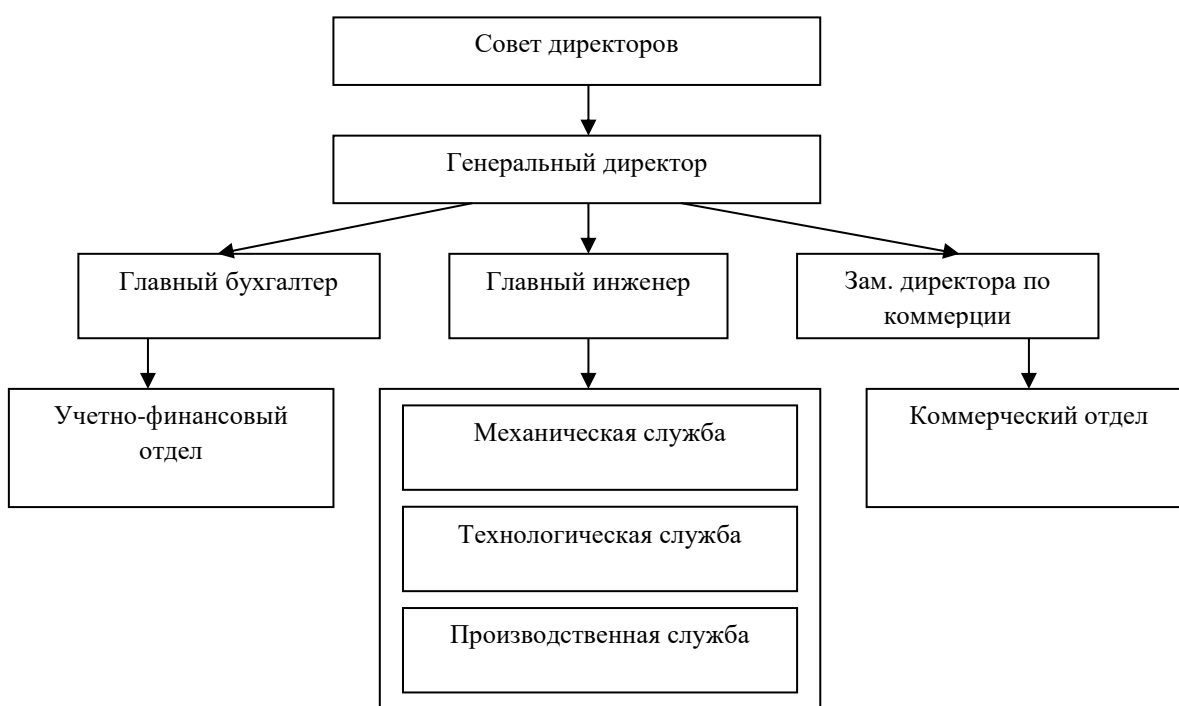 Совет директоров
Генеральный директор
Главный бухгалтер
Главный инженер
Зам. директора по
коммерции
Учетно-финансовый
отдел
Механическая служба
Технологическая служба
Производственная служба
Коммерческий отдел